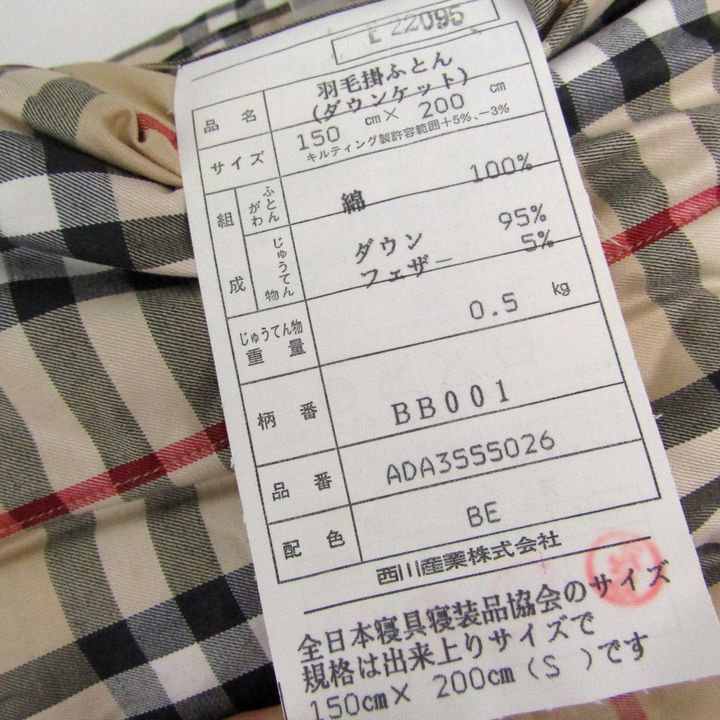 E 22095
品名 羽毛掛ふとん
(ダウンケット)
サイズ 150 cm× 200 cm
キルティング製許容範囲+5%、-3%
組成 ふとんがわ 綿 100%
じゅうてん物 ダウン 95%
フェザー 5%
じゅうてん物重量 0.5 kg
柄番 BB001
品番 ADA3555026
配色 BE
西川産業株式会社
全日本寝具寝装品協会のサイズ
規格は出来上りサイズで
150cm× 200cm(S )です